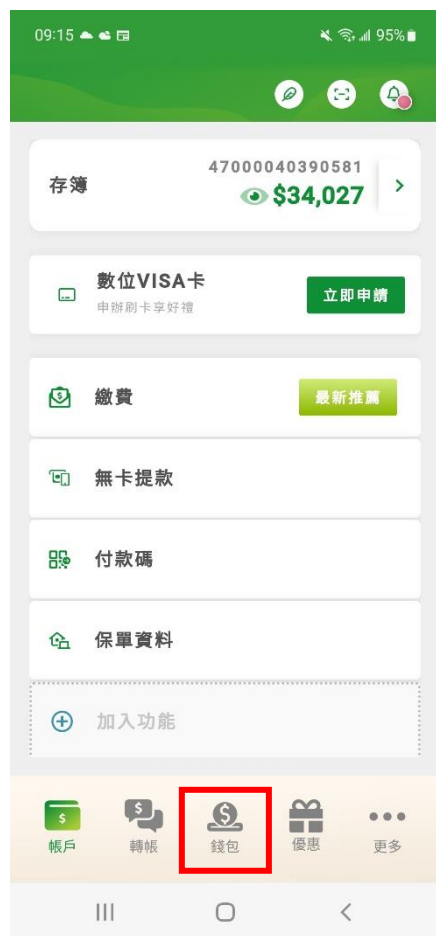 09:15
95%
存簿
47000040390581
$34,027
數位VISA卡
申辦刷卡享好禮
立即申請
繳費
最新推薦
無卡提款
付款碼
保單資料
加入功能
帳戶
轉帳
錢包
優惠
更多